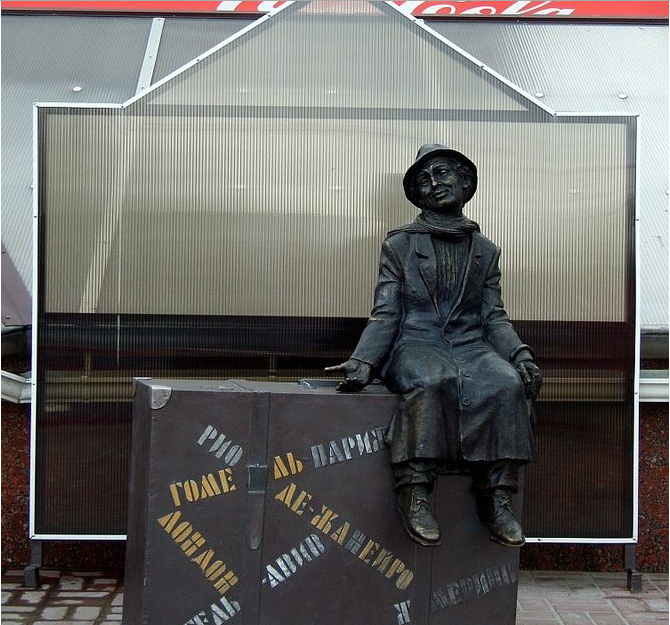 РИО
ГОМЕ ЛЬ-ПАРИЖ
ДЕ-ЖАНЕЙРО
ЛОНДОН
ТЕЛЬ -АВИВ